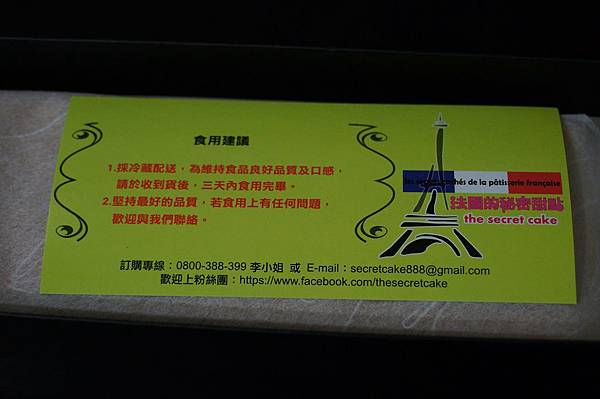 食用建議
1.採冷藏配送，為維持食品良好品質及口感，
請於收到貨後，三天內食用完畢。
2.堅持最好的品質，若食用上有任何問題，
歡迎與我們聯絡。
les secrets cachés de la pâtisserie française
法國的秘密甜點
the secret cake
訂購專線：0800-388-399 李小姐 或 E-mail：secretcake888@gmail.com
歡迎上粉絲團：https://www.facebook.com/thesecretcake